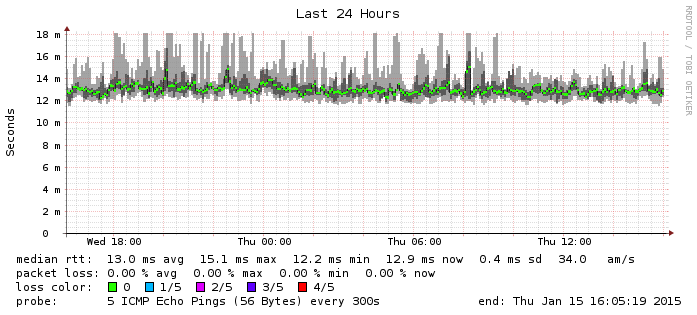 Last 24 Hours
RRDTOOL / TOBI OETIKER
Seconds
18 m
16 m
14 m
12 m
10 m
8 m
6 m
4 m
2 m
0
Wed 18:00 Thu 00:00 Thu 06:00 Thu 12:00
median rtt: 13.0 ms avg 15.1 ms max 12.2 ms min 12.9 ms now 0.4 ms sd 34.0 am/s
packet loss: 0.00 % avg 0.00 % max 0.00 % min 0.00 % now
loss color: 0 1/5 2/5 3/5 4/5
probe: 5 ICMP Echo Pings (56 Bytes) every 300s end: Thu Jan 15 16:05:19 2015